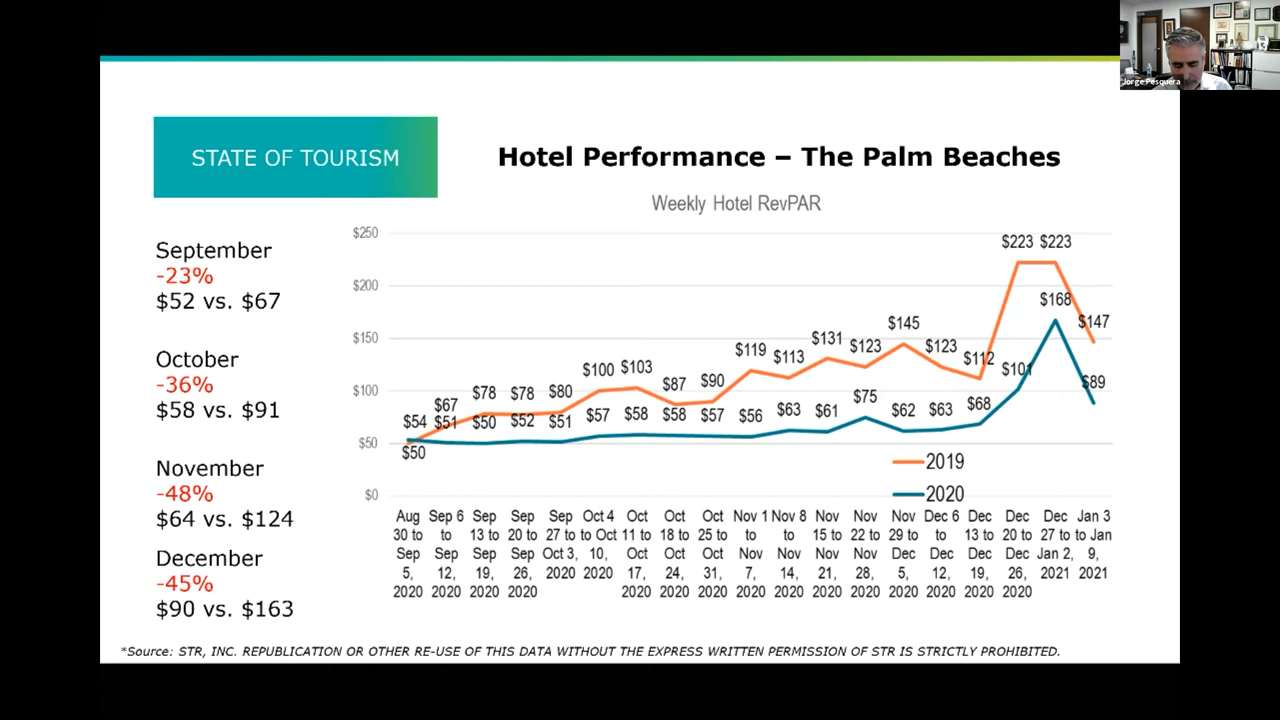 Jorge Pesquera
STATE OF TOURISM
Hotel Performance – The Palm Beaches
Weekly Hotel RevPAR
September
-23%
$52 vs. $67
October
-36%
$58 vs. $91
November
-48%
$64 vs. $124
December
-45%
$90 vs. $163
$250
$200
$150
$100
$50
$0
$50 $67 $78 $78 $80 $100 $103 $87 $90 $119 $113 $131 $123 $145 $123 $112 $223 $223 $147
$54 $51 $50 $52 $51 $57 $58 $58 $57 $56 $63 $61 $75 $62 $63 $68 $101 $168 $89
2019
2020
Aug 30 to Sep 5, 2020
Sep 6 to Sep 12, 2020
Sep 13 to Sep 19, 2020
Sep 20 to Sep 26, 2020
Sep 27 to Oct 3, 2020
Oct 4 to Oct 10, 2020
Oct 11 to Oct 17, 2020
Oct 18 to Oct 24, 2020
Oct 25 to Oct 31, 2020
Nov 1 to Nov 7, 2020
Nov 8 to Nov 14, 2020
Nov 15 to Nov 21, 2020
Nov 22 to Nov 28, 2020
Nov 29 to Dec 5, 2020
Dec 6 to Dec 12, 2020
Dec 13 to Dec 19, 2020
Dec 20 to Dec 26, 2020
Dec 27 to Jan 2, 2021
Jan 3 to Jan 9, 2021
*Source: STR, INC. REPUBLICATION OR OTHER RE-USE OF THIS DATA WITHOUT THE EXPRESS WRITTEN PERMISSION OF STR IS STRICTLY PROHIBITED.